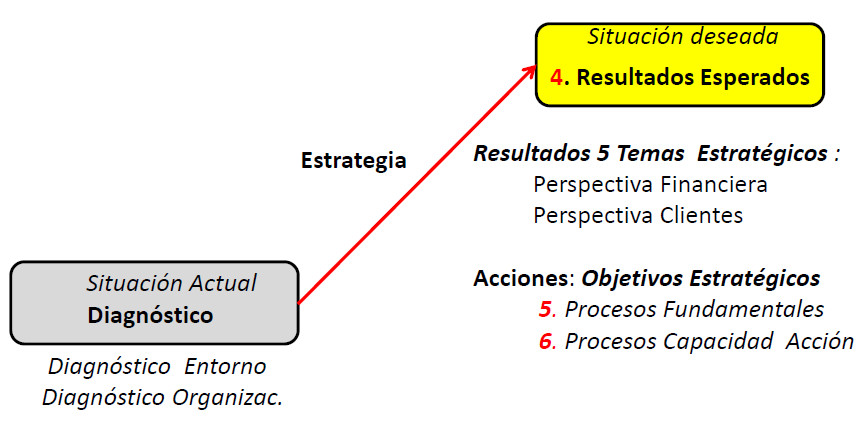 Situación deseada
4. Resultados Esperados
Estrategia
Resultados 5 Temas Estratégicos :
Perspectiva Financiera
Perspectiva Clientes
Situación Actual
Diagnóstico
Acciones: Objetivos Estratégicos
5. Procesos Fundamentales
6. Procesos Capacidad Acción
Diagnóstico Entorno
Diagnóstico Organizac.